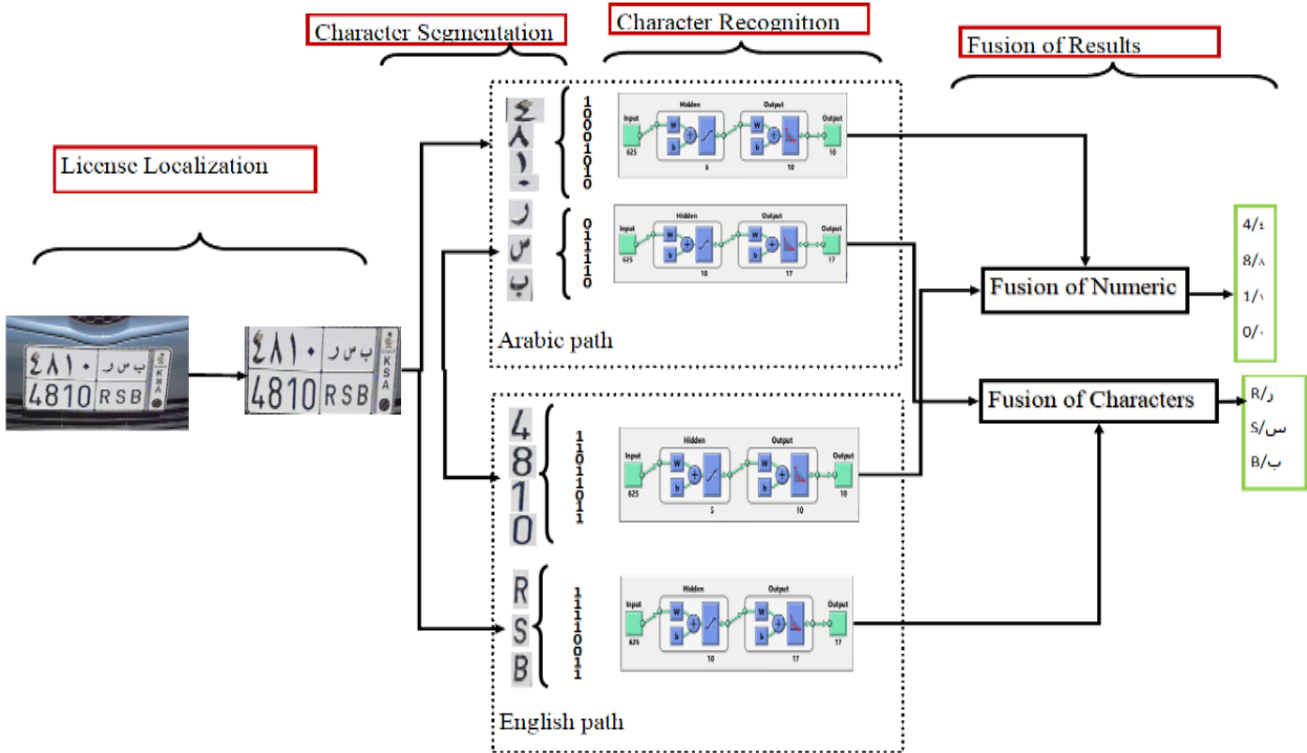 Character Segmentation
Character Recognition
Fusion of Results
License Localization
٤٨١٠
ب س ر
4810
RSB
KSA
٤٨١٠
ب س ر
4810
RSB
KSA
٤
٨
١
٠
ر
س
ب
1
0
0
0
1
0
1
0
0
1
1
1
1
1
0
Input
625
Hidden
W
b
5
Output
W
b
10
Output
10
Input
625
Hidden
W
b
10
Output
W
b
17
Output
17
Arabic path
4
8
1
0
R
S
B
1
1
0
1
1
0
1
1
1
1
1
1
0
0
1
1
Input
625
Hidden
W
b
5
Output
W
b
10
Output
10
Input
625
Hidden
W
b
10
Output
W
b
17
Output
17
English path
Fusion of Numeric
Fusion of Characters
4/٤
8/٨
1/١
0/٠
R/ر
S/س
B/ب